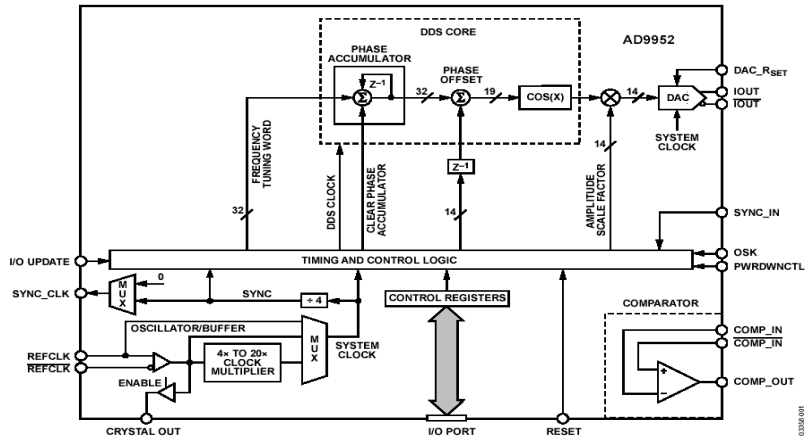 DDS CORE
AD9952
PHASE
ACCUMULATOR
PHASE
OFFSET
DAC_RSET
Z–1
Σ
32
Σ
19
COS(X)
14
DAC
IOUT
IOUT
SYSTEM
CLOCK
FREQUENCY
TUNING WORD
DDS CLOCK
CLEAR PHASE
ACCUMULATOR
Z–1
14
AMPLITUDE
SCALE FACTOR
32
14
SYNC_IN
I/O UPDATE
TIMING AND CONTROL LOGIC
OSK
PWRDWNCTL
0
SYNC_CLK
MUX
SYNC
÷ 4
CONTROL REGISTERS
COMPARATOR
OSCILLATOR/BUFFER
MUX
SYSTEM
CLOCK
REFCLK
REFCLK
4× TO 20×
CLOCK
MULTIPLIER
COMP_IN
COMP_IN
+
–
COMP_OUT
ENABLE
CRYSTAL OUT
I/O PORT
RESET
03358-001